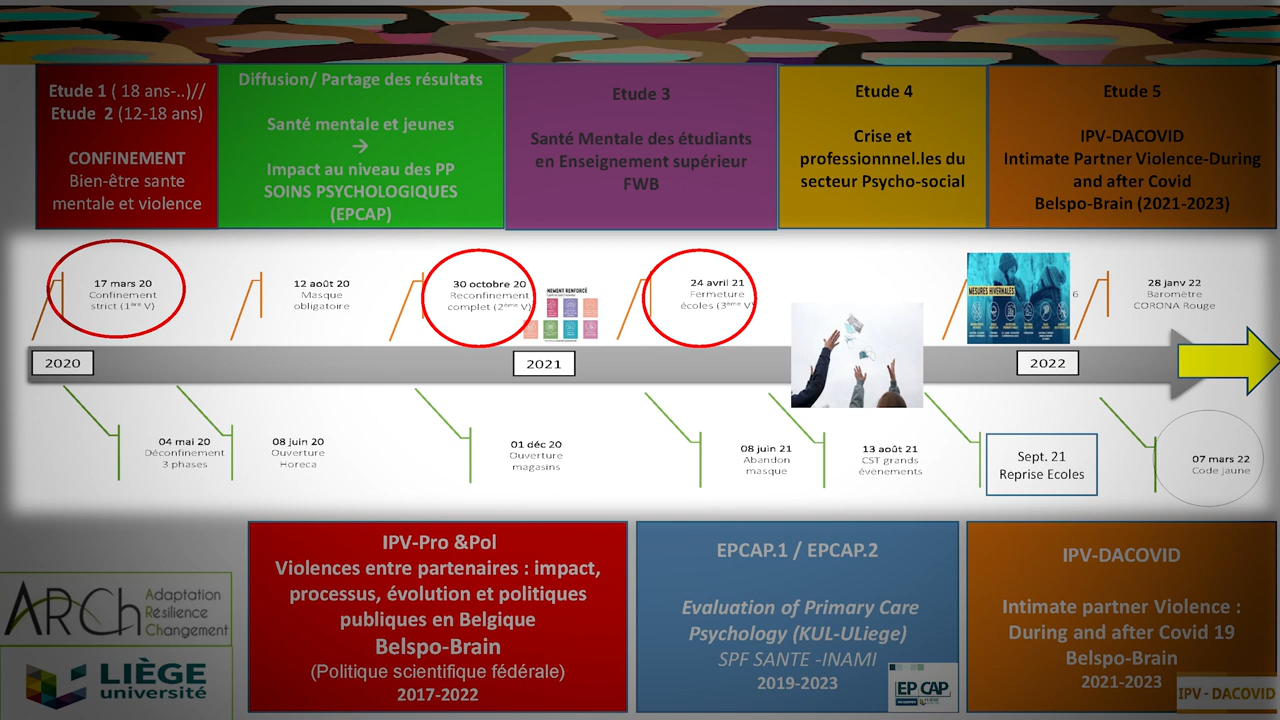 Etude 1 ( 18 ans-..)//
Etude 2 (12-18 ans)
CONFINEMENT
Bien-être sante
mentale et violence
Diffusion/ Partage des résultats
Santé mentale et jeunes
→
Impact au niveau des PP
SOINS PSYCHOLOGIQUES
(EPCAP)
Etude 3
Santé Mentale des étudiants
en Enseignement supérieur
FWB
Etude 4
Crise et
professionnnel.les du
secteur Psycho-social
Etude 5
IPV-DACOVID
Intimate Partner Violence-During
and after Covid
Belspo-Brain (2021-2023)
17 mars 20
Confinement
strict (1ère V)
12 août 20
Masque
obligatoire
30 octobre 20
Reconfinement
complet (2ème V)
NEMENT RENFORCÉ
24 avril 21
Fermeture
écoles (3ème V)
MESURES HIVERNALES
6
28 janv 22
Baromètre
CORONA Rouge
2020
2021
2022
04 mai 20
Déconfinement
3 phases
08 juin 20
Ouverture
Horeca
01 déc 20
Ouverture
magasins
08 juin 21
Abandon
masque
13 août 21
CST grands
évènements
Sept. 21
Reprise Ecoles
07 mars 22
Code jaune
IPV-Pro &Pol
Violences entre partenaires : impact,
processus, évolution et politiques
publiques en Belgique
Belspo-Brain
(Politique scientifique fédérale)
2017-2022
EPCAP.1 / EPCAP.2
Evaluation of Primary Care
Psychology (KUL-ULiege)
SPF SANTE -INAMI
2019-2023
EPCAP
IPV-DACOVID
Intimate partner Violence :
During and after Covid 19
Belspo-Brain
2021-2023
IPV - DACOVID
ARCh Adaptation
Résilience
Changement
LIÈGE
université